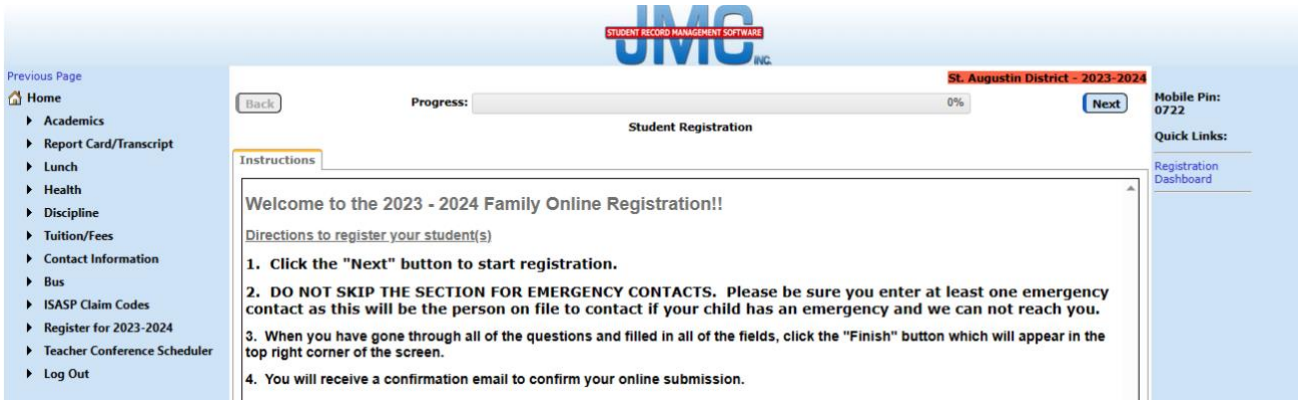 STUDENT RECORD MANAGEMENT SOFTWARE
JMC
INC.
Previous Page
Home
Academics
Report Card/Transcript
Lunch
Health
Discipline
Tuition/Fees
Contact Information
Bus
ISASP Claim Codes
Register for 2023-2024
Teacher Conference Scheduler
Log Out
St. Augustin District - 2023-2024
Back
Progress:
0%
Next
Student Registration
Instructions
Welcome to the 2023 - 2024 Family Online Registration!!
Directions to register your student(s)
1. Click the "Next" button to start registration.
2. DO NOT SKIP THE SECTION FOR EMERGENCY CONTACTS. Please be sure you enter at least one emergency
contact as this will be the person on file to contact if your child has an emergency and we can not reach you.
3. When you have gone through all of the questions and filled in all of the fields, click the "Finish" button which will appear in the
top right corner of the screen.
4. You will receive a confirmation email to confirm your online submission.
Mobile Pin:
0722
Quick Links:
Registration
Dashboard